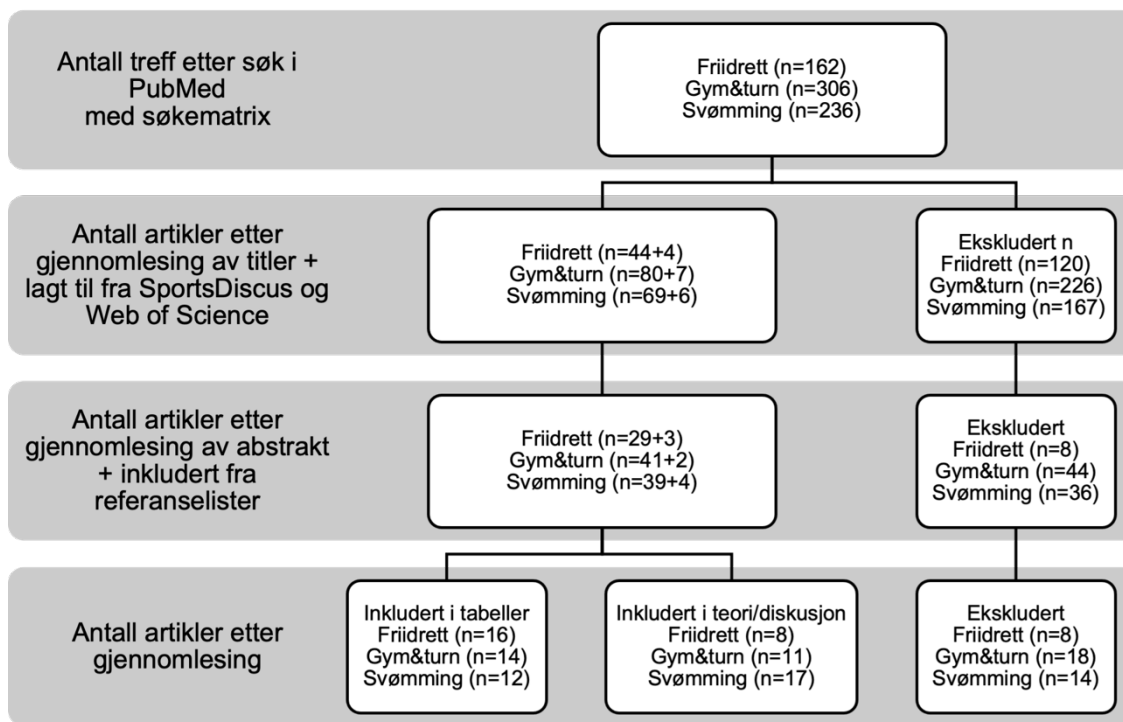 Antall treff etter søk i
PubMed
med søkematrix
Friidrett (n=162)
Gym&turn (n=306)
Svømming (n=236)
Antall artikler etter
gjennomlesing av titler +
lagt til fra SportsDiscus og
Web of Science
Friidrett (n=44+4)
Gym&turn (n=80+7)
Svømming (n=69+6)
Ekskludert n
Friidrett (n=120)
Gym&turn (n=226)
Svømming (n=167)
Antall artikler etter
gjennomlesing av abstrakt
+ inkludert fra
referanselister
Friidrett (n=29+3)
Gym&turn (n=41+2)
Svømming (n=39+4)
Ekskludert
Friidrett (n=8)
Gym&turn (n=44)
Svømming (n=36)
Antall artikler etter
gjennomlesing
Inkludert i tabeller
Friidrett (n=16)
Gym&turn (n=14)
Svømming (n=12)
Inkludert i teori/diskusjon
Friidrett (n=8)
Gym&turn (n=11)
Svømming (n=17)
Ekskludert
Friidrett (n=8)
Gym&turn (n=18)
Svømming (n=14)